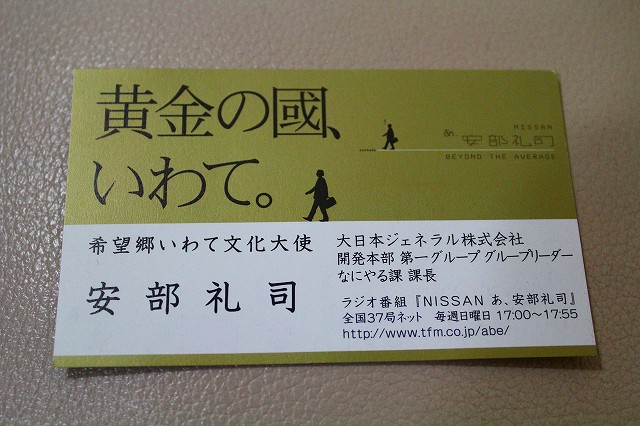 黄金の國、
いわて。
NISSAN
あ、安部礼司
BEYOND THE AVERAGE
希望郷いわて文化大使
安部礼司
大日本ジェネラル株式会社
開発本部 第一グループ グループリーダー
なにやる課 課長
ラジオ番組『NISSAN あ、安部礼司』
全国37局ネット 毎週日曜日 17:00～17:55
http://www.tfm.co.jp/abe/